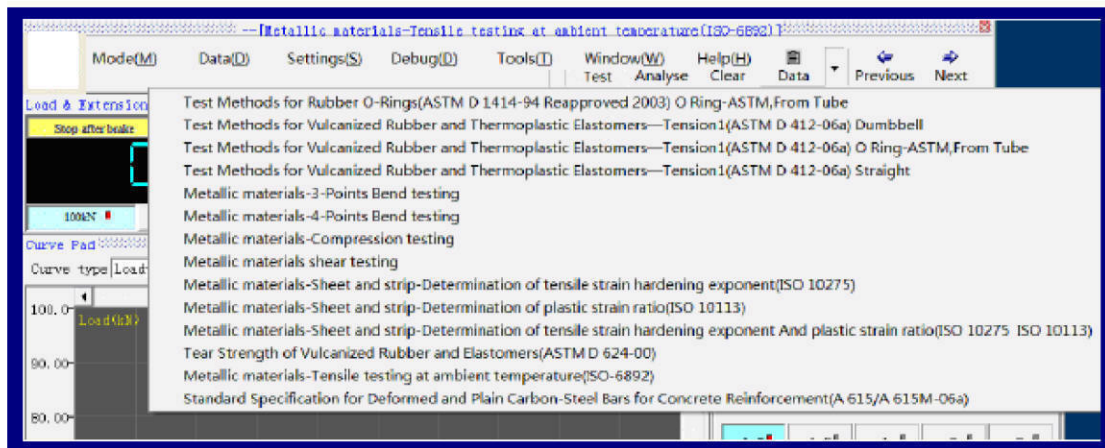 --[Metallic materials-Tensile testing at ambient temperature(ISO-6892)]
Mode(M) Data(D) Settings(S) Debug(D) Tools(T) Window(W) Help(H)
Test Analyse Clear Data Previous Next
Load & Extension
Stop after brake
100kN
Curve Pad
Curve type Load
100.0
Load(kN)
90.00
80.00
Test Methods for Rubber O-Rings(ASTM D 1414-94 Reapproved 2003) O Ring-ASTM,From Tube
Test Methods for Vulcanized Rubber and Thermoplastic Elastomers—Tension1(ASTM D 412-06a) Dumbbell
Test Methods for Vulcanized Rubber and Thermoplastic Elastomers—Tension1(ASTM D 412-06a) O Ring-ASTM,From Tube
Test Methods for Vulcanized Rubber and Thermoplastic Elastomers—Tension1(ASTM D 412-06a) Straight
Metallic materials-3-Points Bend testing
Metallic materials-4-Points Bend testing
Metallic materials-Compression testing
Metallic materials shear testing
Metallic materials-Sheet and strip-Determination of tensile strain hardening exponent(ISO 10275)
Metallic materials-Sheet and strip-Determination of plastic strain ratio(ISO 10113)
Metallic materials-Sheet and strip-Determination of tensile strain hardening exponent And plastic strain ratio(ISO 10275 ISO 10113)
Tear Strength of Vulcanized Rubber and Elastomers(ASTM D 624-00)
Metallic materials-Tensile testing at ambient temperature(ISO-6892)
Standard Specification for Deformed and Plain Carbon-Steel Bars for Concrete Reinforcement(A 615/A 615M-06a)